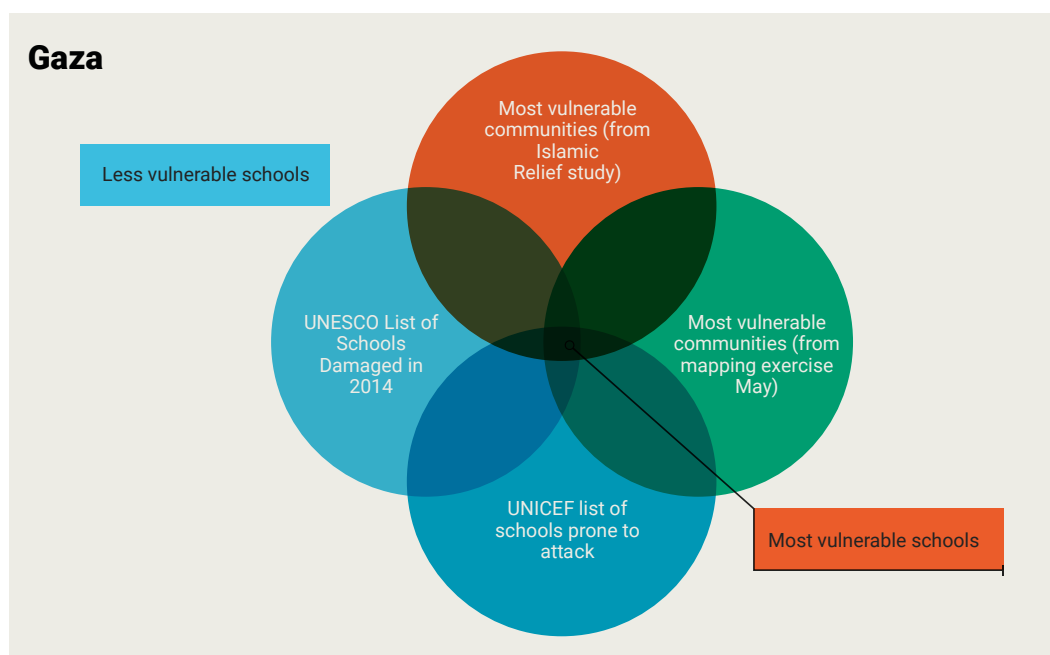 Gaza
Most vulnerable
communities (from
Islamic
Relief study)
Less vulnerable schools
UNESCO List of
Schools
Damaged in
2014
Most vulnerable
communities (from
mapping exercise
May)
UNICEF list of
schools prone to
attack
Most vulnerable schools